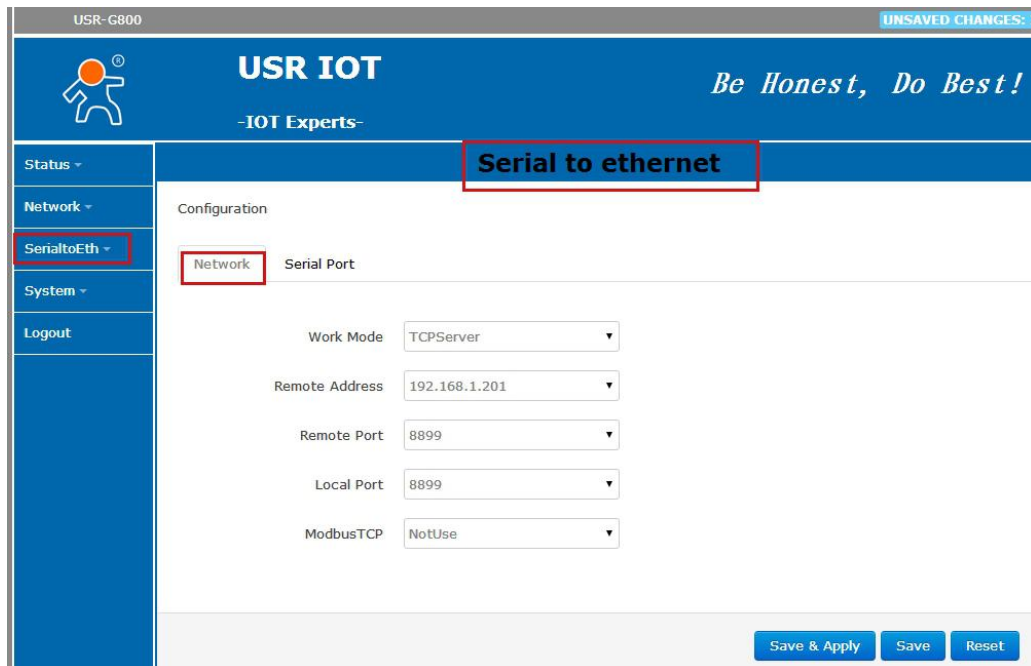 USR-G800
UNSAVED CHANGES:
®
USR IOT
-IOT Experts-
Be Honest, Do Best!
Status
Network
SerialtoEth
System
Logout
Serial to ethernet
Configuration
Network Serial Port
Work Mode TCPServer
Remote Address 192.168.1.201
Remote Port 8899
Local Port 8899
ModbusTCP NotUse
Save & Apply Save Reset